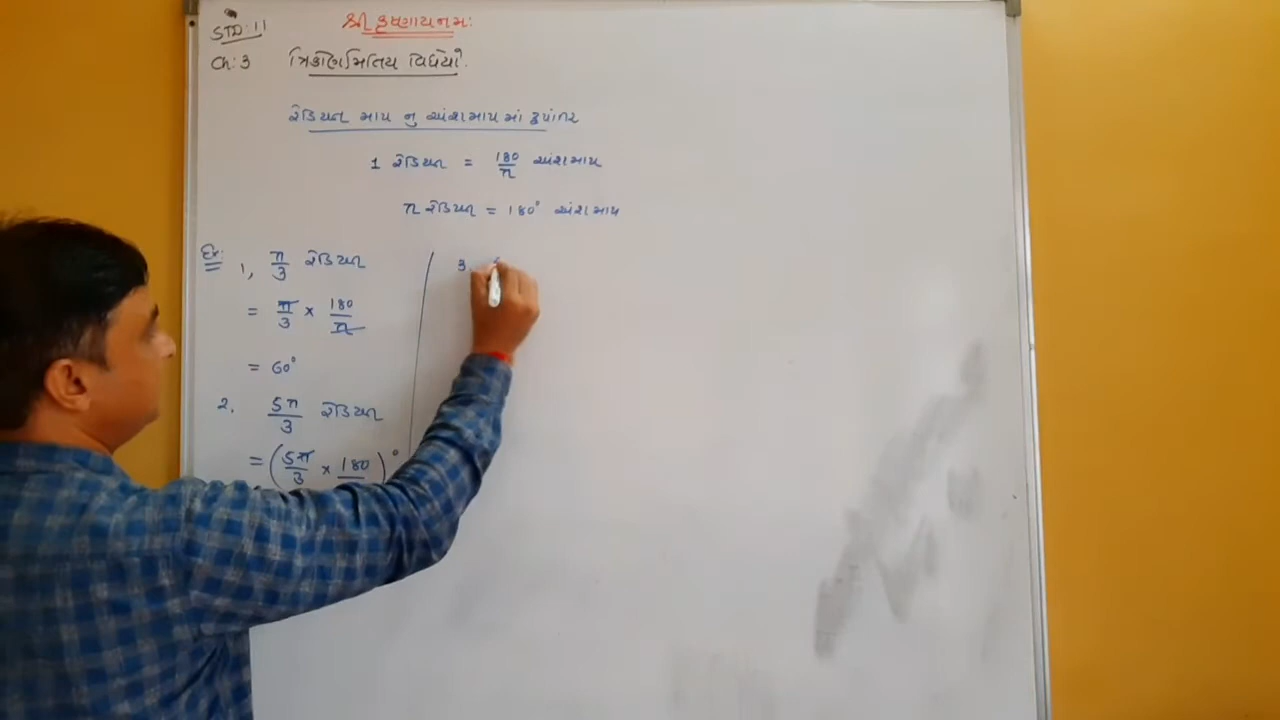 STD: 11
શ્રી કૃષ્ણાય નમઃ
Ch: 3 ત્રિકોણમિતિય વિધેયો.
રેડિયન માપ નુ અંશમાપ માં રૂપાંતર
1 રેડિયન = 180/π અંશમાપ
π રેડિયન = 180° અંશમાપ
Ex:
1, π/3 રેડિયન
= π/3 × 180/π
= 60°
2. 5π/3 રેડિયન
= (5π/3 × 180)°
3.